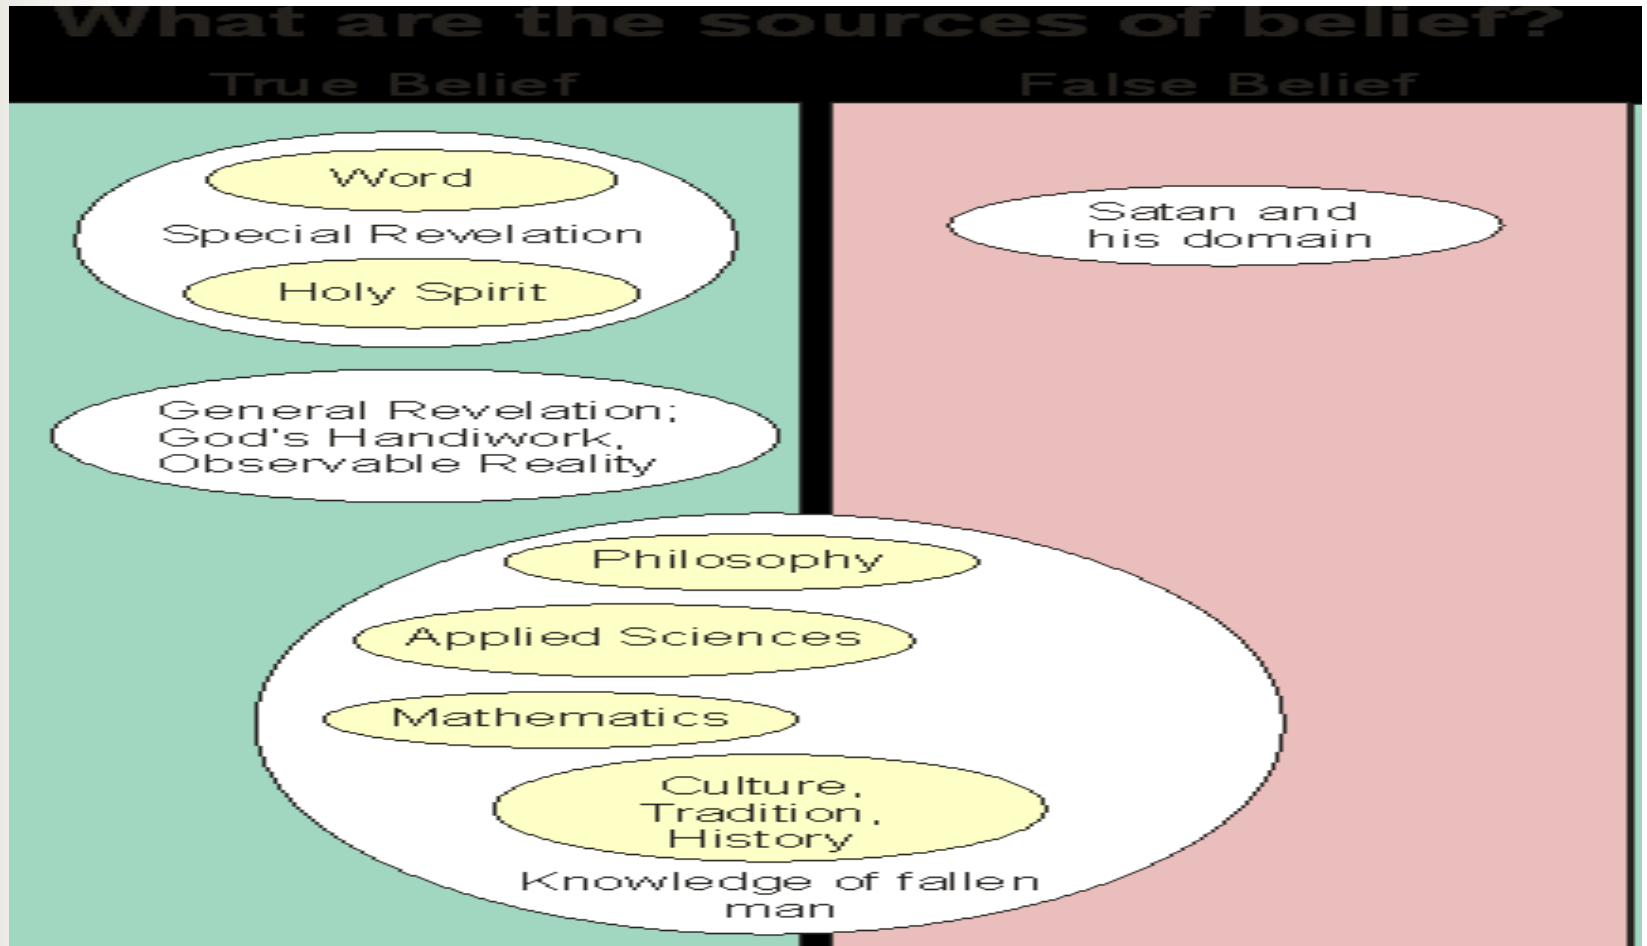 What are the sources of belief?
True Belief
False Belief
Word
Special Revelation
Holy Spirit
Satan and
his domain
General Revelation;
God's Handiwork,
Observable Reality
Philosophy
Applied Sciences
Mathematics
Culture,
Tradition,
History
Knowledge of fallen
man